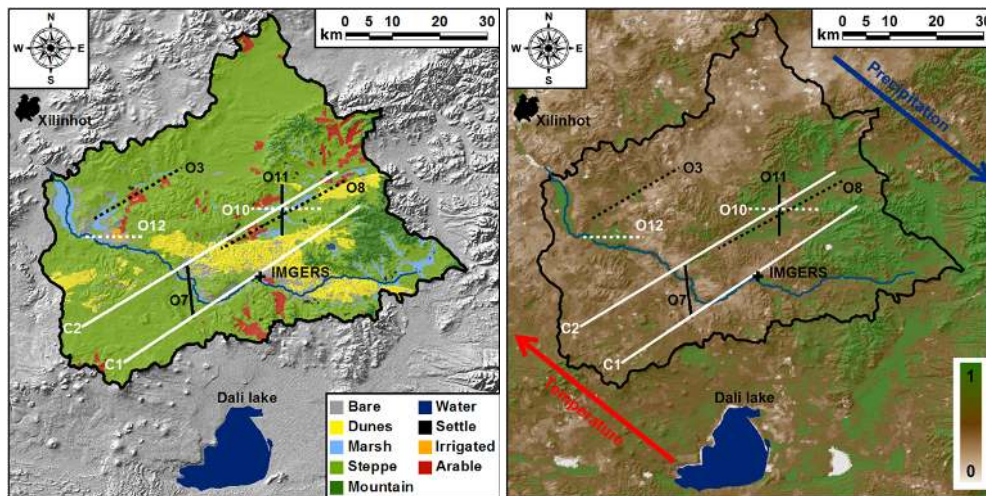 N
W E
S
0 10 20 30
km
Xilinhot
O3
O11
O8
O10
O12
IMGERS
O7
C2
C1
Dali lake
Bare
Dunes
Marsh
Steppe
Mountain
Water
Settle
Irrigated
Arable
N
W E
S
0 10 20 30
km
Precipitation
Xilinhot
O3
O11
O8
O10
O12
IMGERS
O7
C2
C1
Temperature
Dali lake
1
0